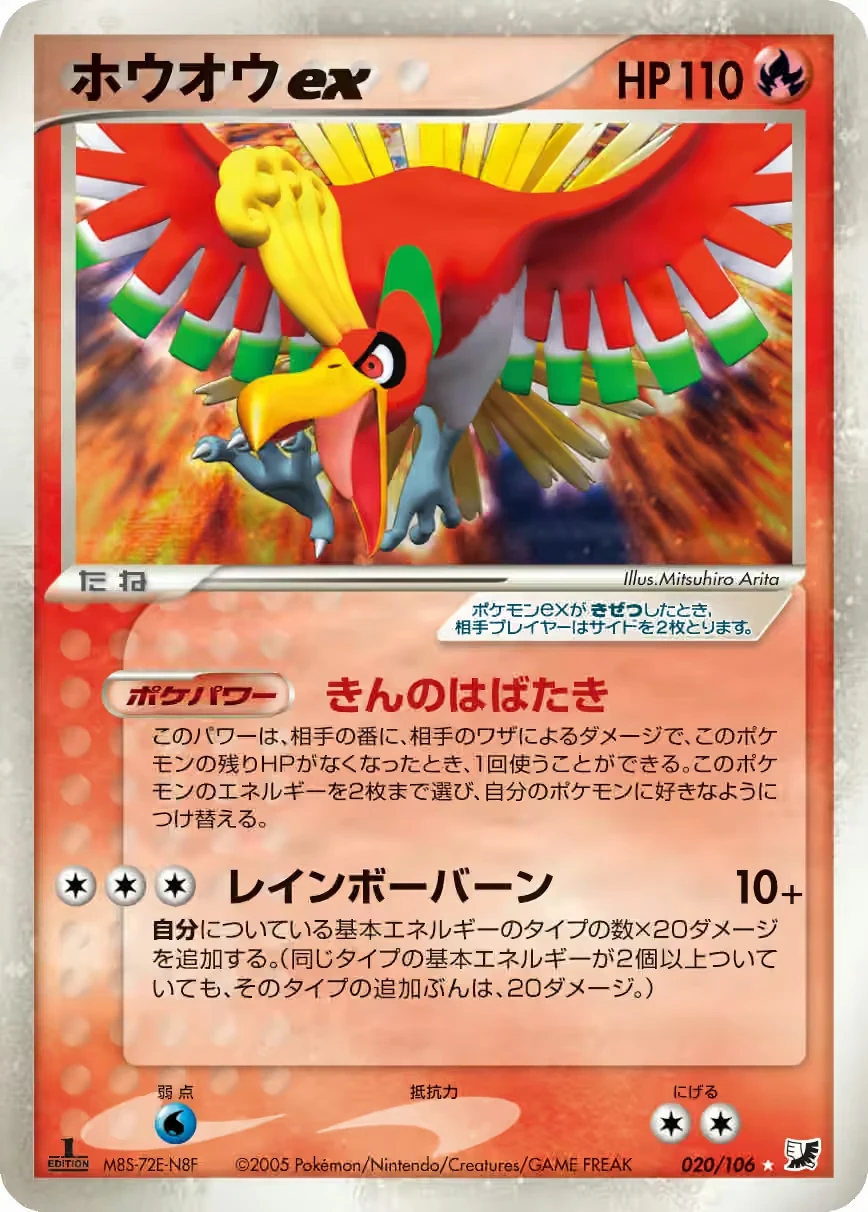 ホウオウex HP110
たね Illus.Mitsuhiro Arita
ポケモンexが きぜつしたとき、
相手プレイヤーはサイドを2枚とります。
ポケパワー きんのはばたき
このパワーは、相手の番に、相手のワザによるダメージで、このポケ
モンの残りHPがなくなったとき、1回使うことができる。このポケ
モンのエネルギーを2枚まで選び、自分のポケモンに好きなように
つけ替える。
レインボーバーン 10+
自分についている基本エネルギーのタイプの数×20ダメージ
を追加する。(同じタイプの基本エネルギーが2個以上ついて
いても、そのタイプの追加ぶんは、20ダメージ。)
弱点 抵抗力 にげる
1 EDITION M8S-72E-N8F ©2005 Pokémon/Nintendo/Creatures/GAME FREAK 020/106 ★